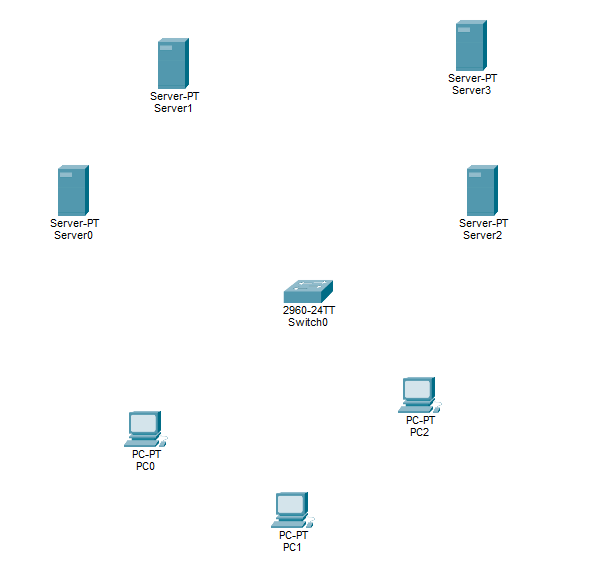 Server-PT
Server3
Server-PT
Server1
Server-PT
Server0
Server-PT
Server2
2960-24TT
Switch0
PC-PT
PC2
PC-PT
PC0
PC-PT
PC1